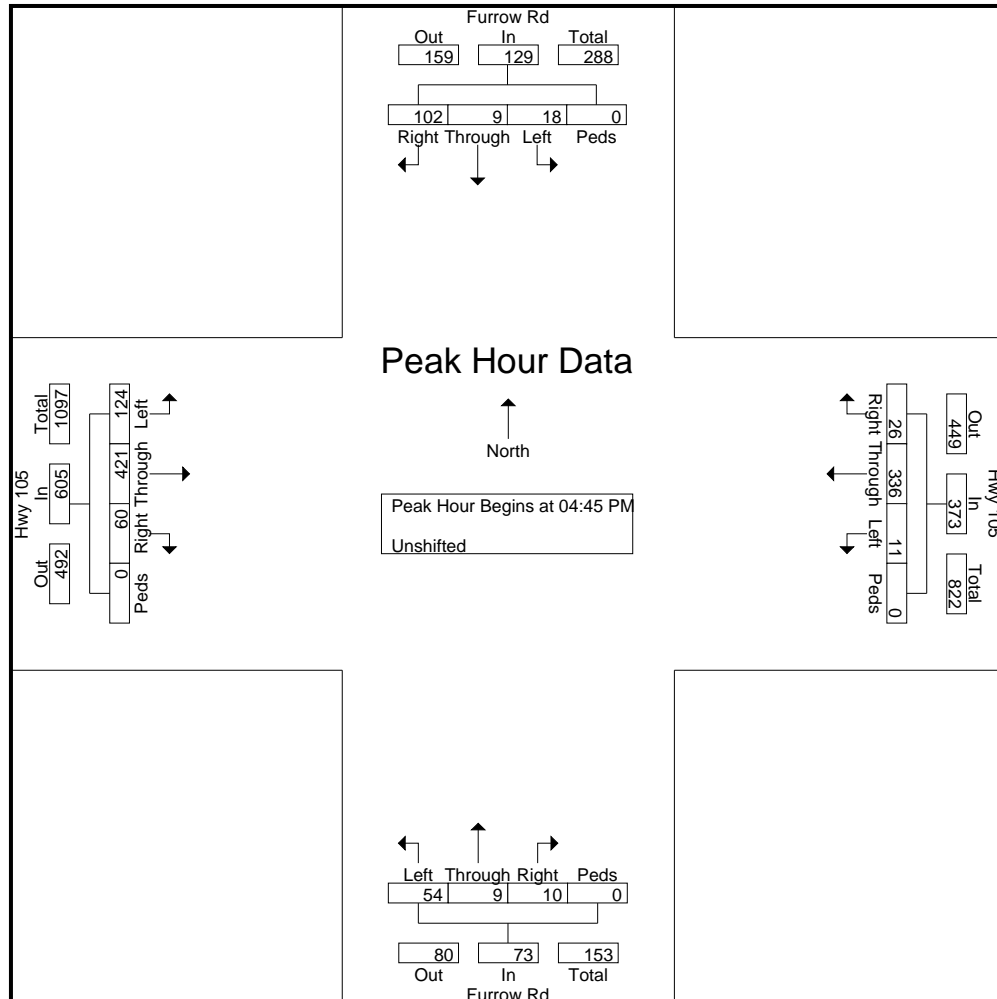 Furrow Rd
Out In Total
159 129 288
102 9 18 0
Right Through Left Peds
Peak Hour Data
North
Peak Hour Begins at 04:45 PM
Unshifted
Hwy 105
Total In Out
1097 605 492
124 421 60 0
Left Through Right Peds
Hwy 105
Out In Total
449 373 822
26 336 11 0
Right Through Left Peds
Left Through Right Peds
54 9 10 0
80 73 153
Out In Total
Furrow Rd